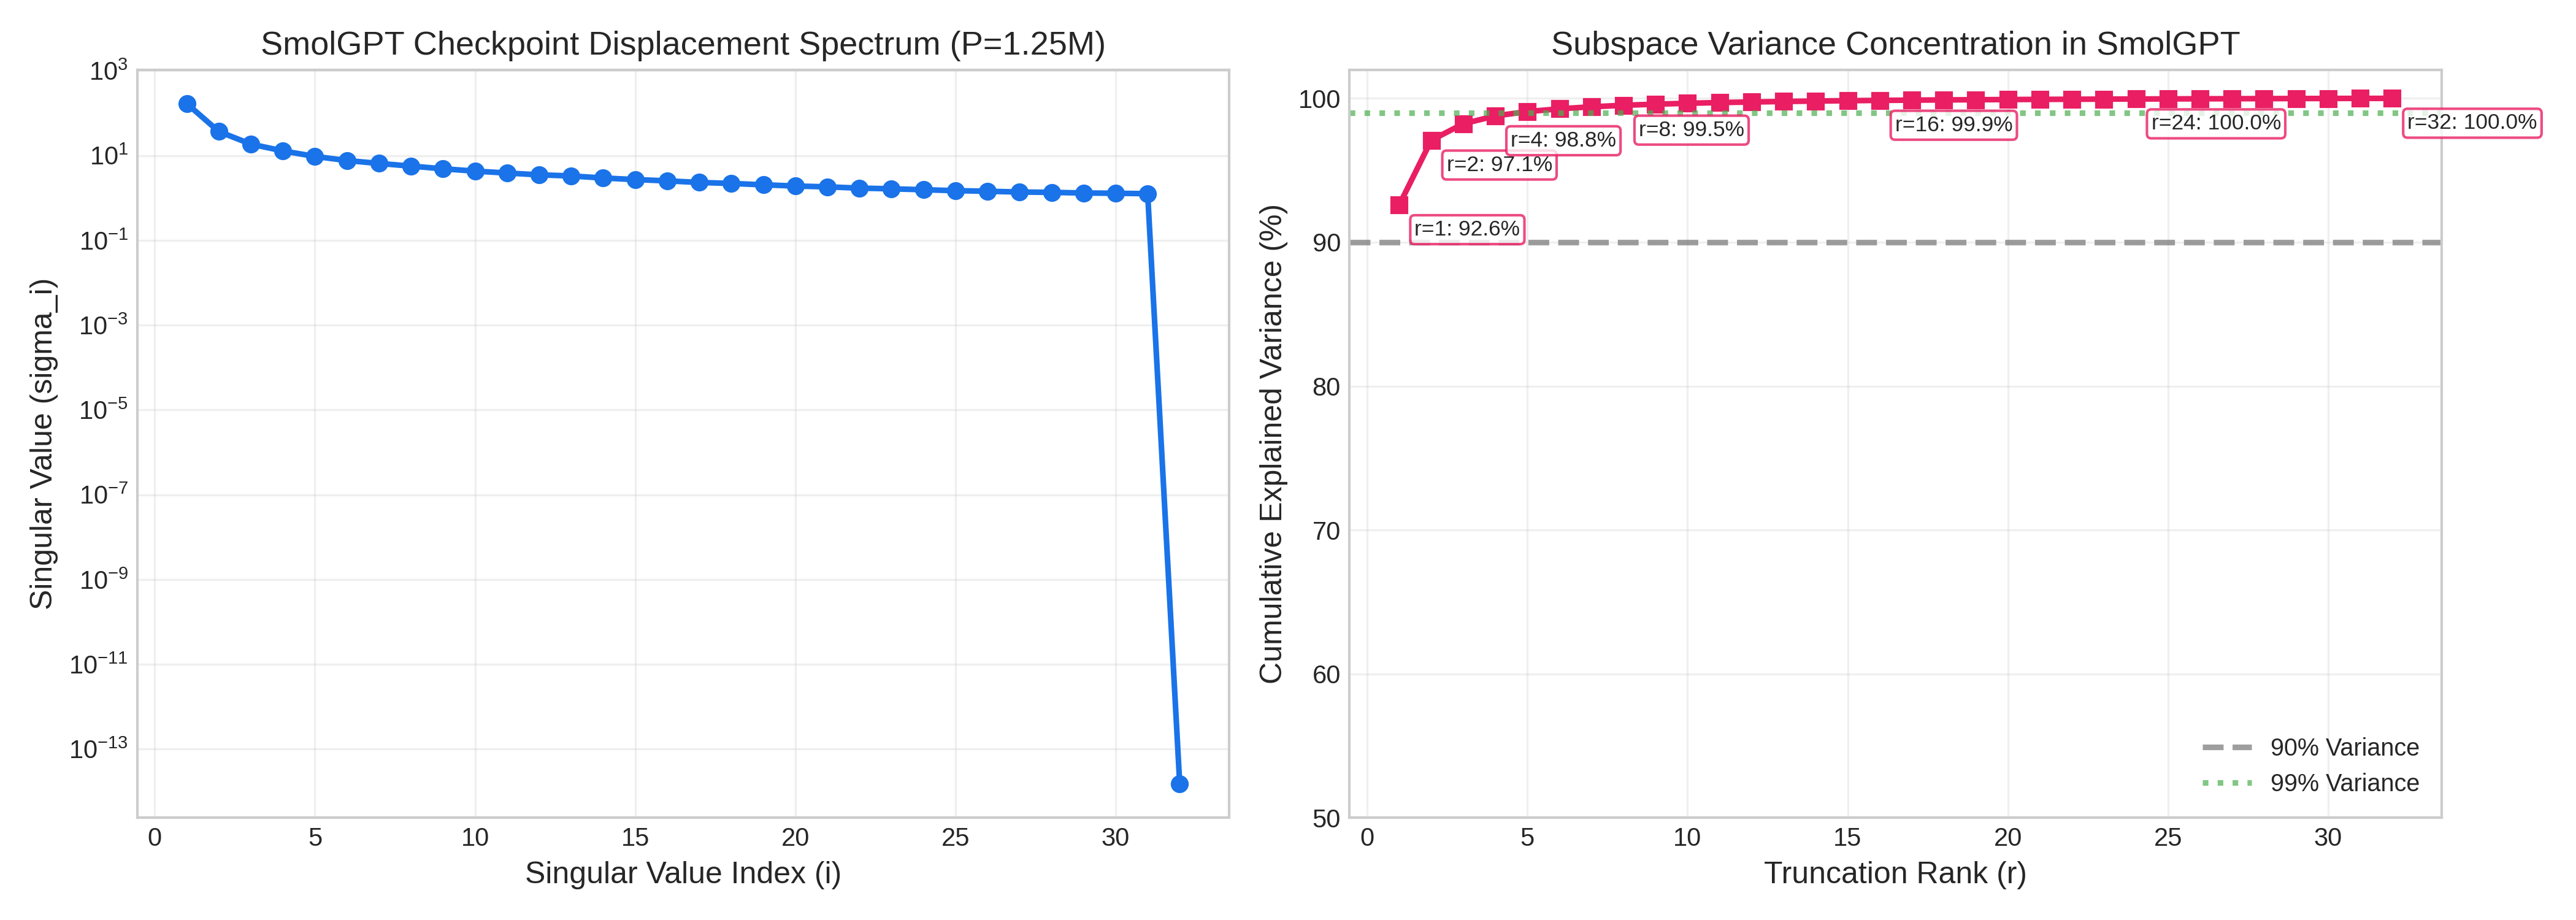 SmolGPT Checkpoint Displacement Spectrum (P=1.25M)
10³
10¹
10⁻¹
10⁻³
10⁻⁵
10⁻⁷
10⁻⁹
10⁻¹¹
10⁻¹³
Singular Value (sigma_i)
0 5 10 15 20 25 30
Singular Value Index (i)
Subspace Variance Concentration in SmolGPT
100
90
80
70
60
50
Cumulative Explained Variance (%)
r=1: 92.6%
r=2: 97.1%
r=4: 98.8%
r=8: 99.5%
r=16: 99.9%
r=24: 100.0%
r=32: 100.0%
90% Variance
99% Variance
0 5 10 15 20 25 30
Truncation Rank (r)